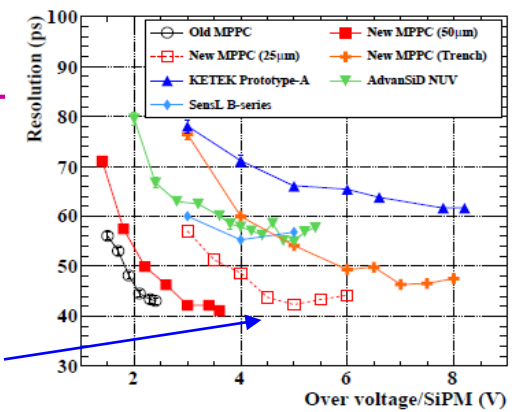 Resolution (ps)
100
90
80
70
60
50
40
30
Old MPPC
New MPPC (50μm)
New MPPC (25μm)
New MPPC (Trench)
KETEK Prototype-A
AdvanSiD NUV
SensL B-series
2 4 6 8
Over voltage/SiPM (V)